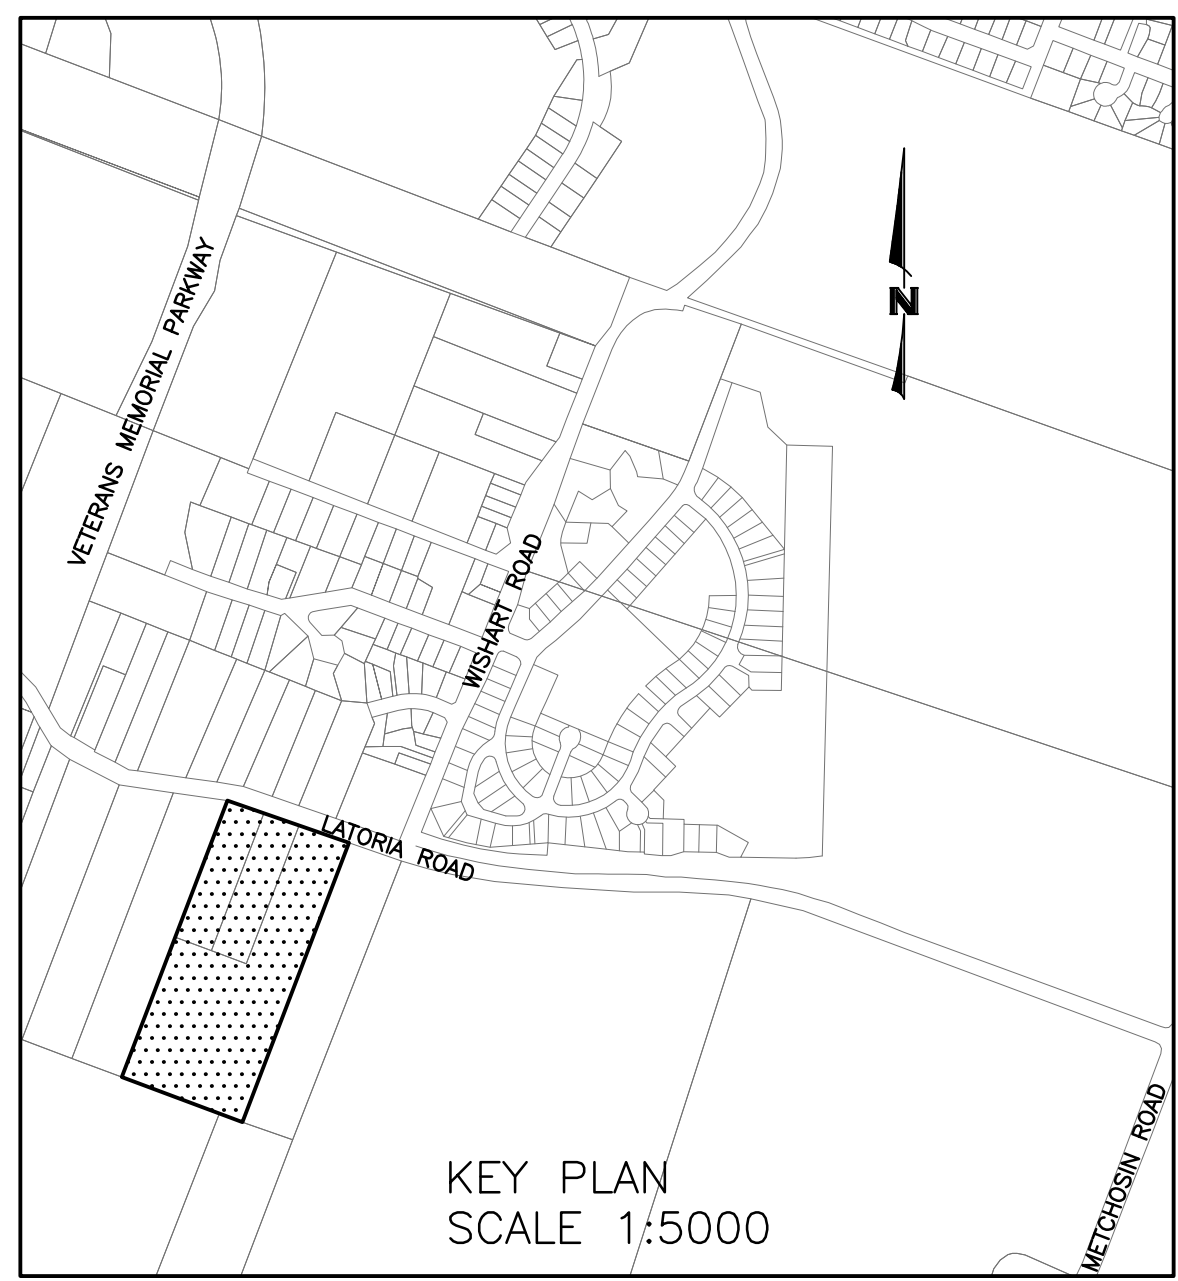 N
VETERANS MEMORIAL PARKWAY
WISHART ROAD
LATORIA ROAD
METCHOSIN ROAD
KEY PLAN
SCALE 1:5000